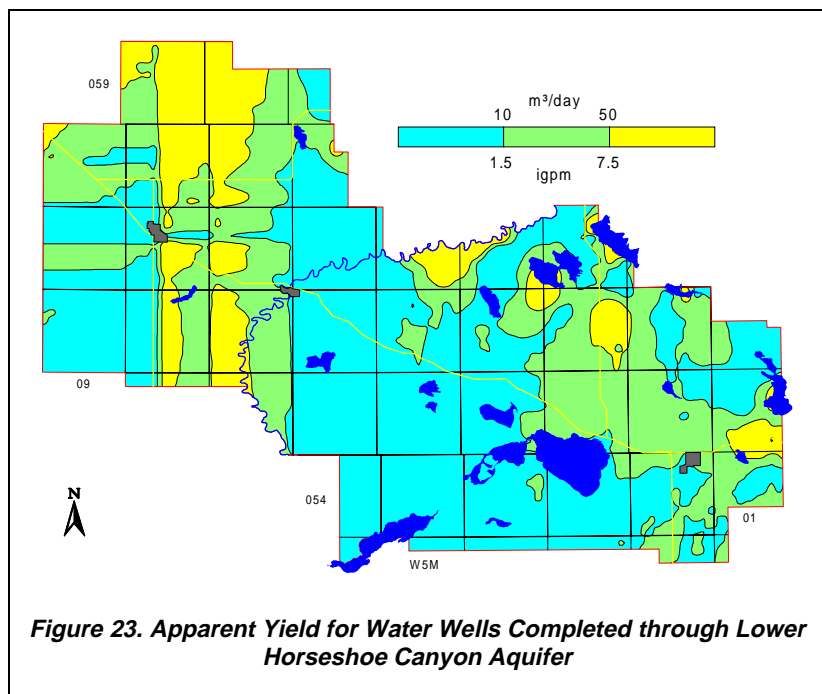 059
m³/day
10 50
1.5 7.5
igpm
09
054
01
N
W5M
Figure 23. Apparent Yield for Water Wells Completed through Lower
Horseshoe Canyon Aquifer